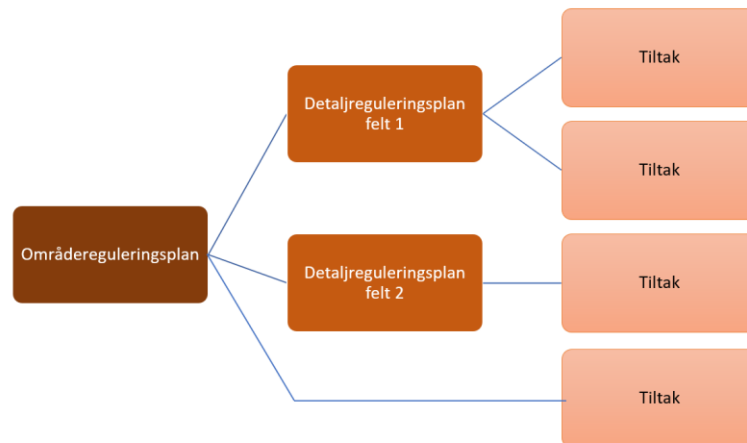 Tiltak
Detaljreguleringsplan
felt 1
Tiltak
Områdereguleringsplan
Detaljreguleringsplan
felt 2
Tiltak
Tiltak